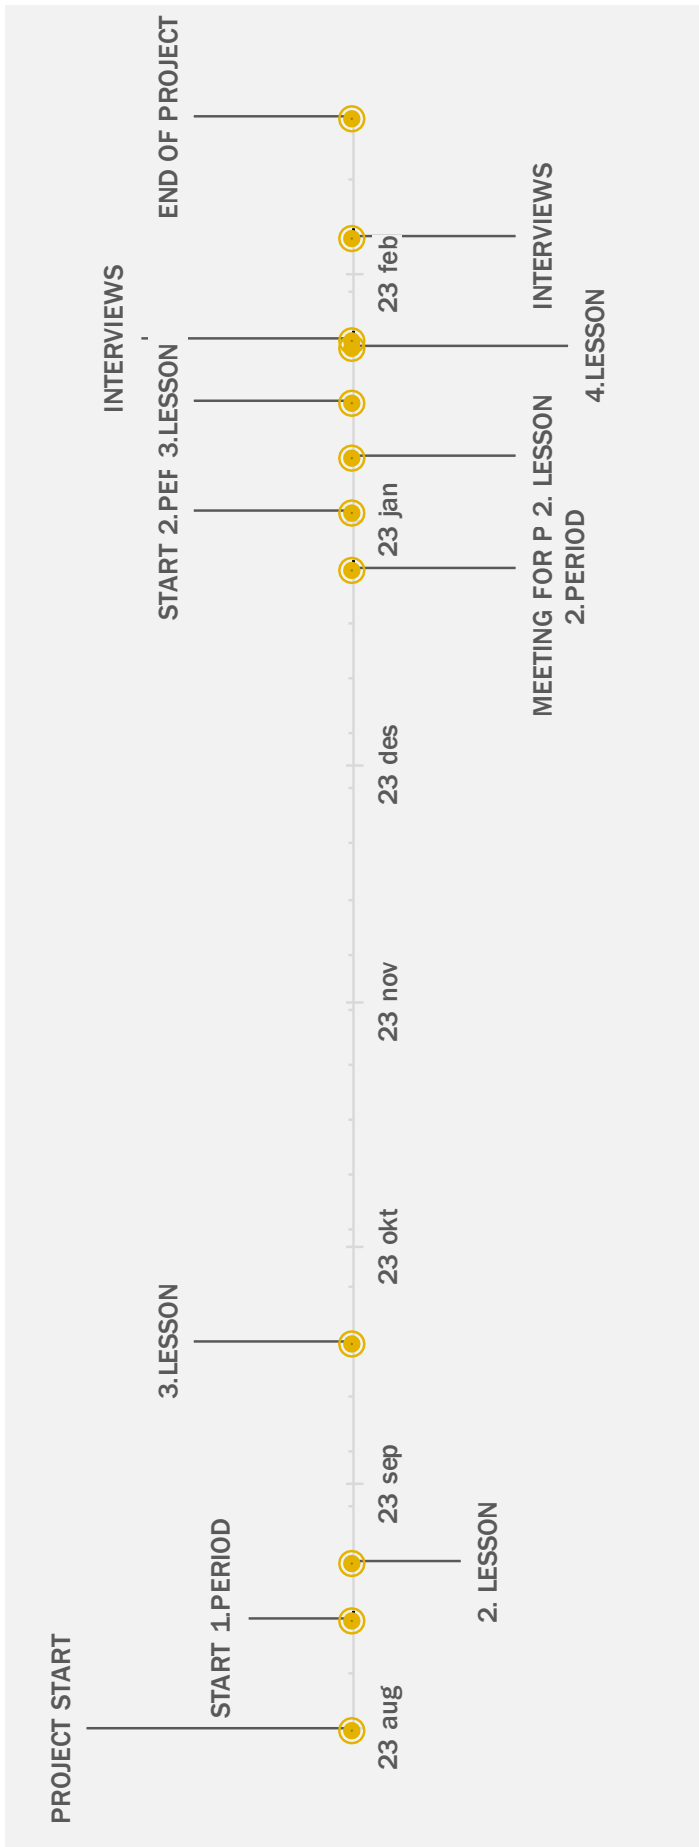 PROJECT START
START 1.PERIOD
3.LESSON
START 2.PEF
3.LESSON
INTERVIEWS
END OF PROJECT
23 aug
23 sep
23 okt
23 nov
23 des
23 jan
23 feb
2. LESSON
MEETING FOR P
2.PERIOD
2. LESSON
4.LESSON
INTERVIEWS